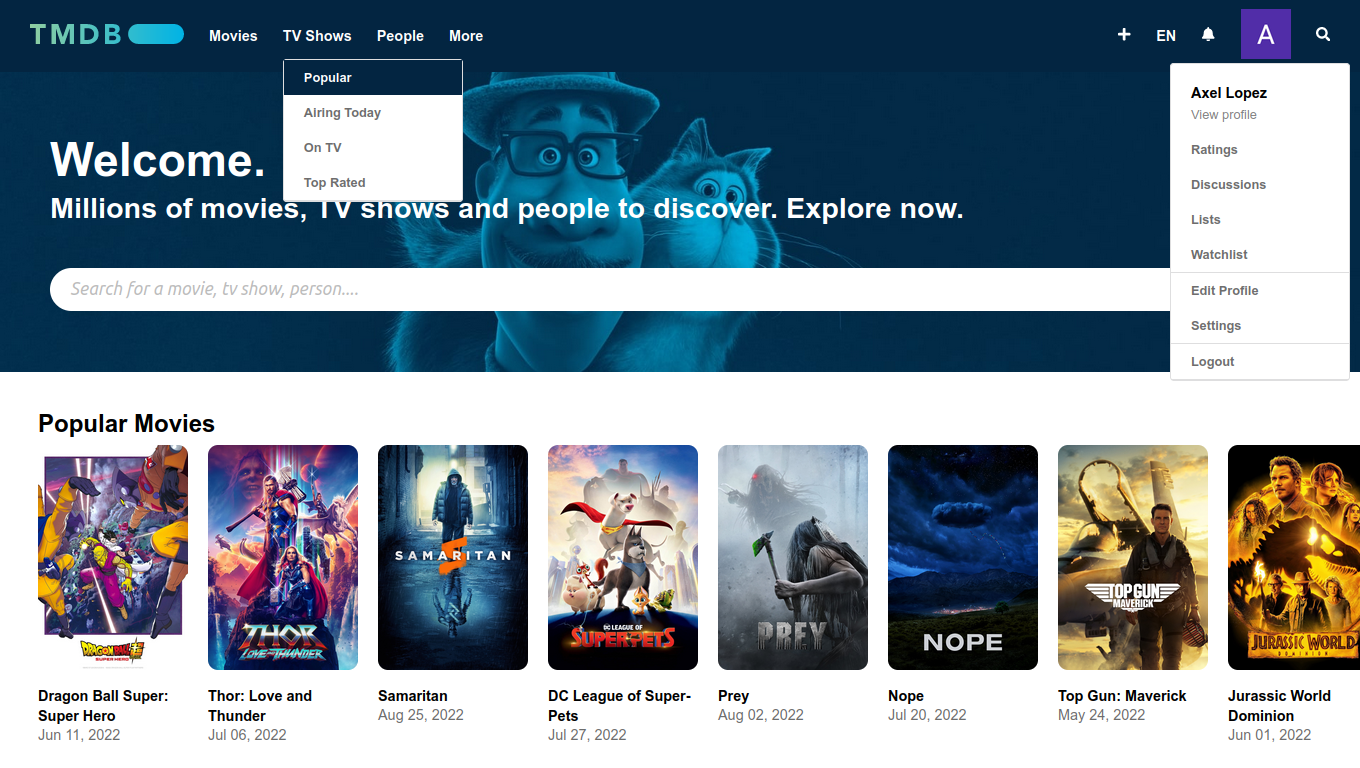 TMDB
Movies
TV Shows
People
More
EN
A
Popular
Airing Today
On TV
Top Rated
Axel Lopez
View profile
Ratings
Discussions
Lists
Watchlist
Edit Profile
Settings
Logout
Welcome.
Millions of movies, TV shows and people to discover. Explore now.
Search for a movie, tv show, person....
Popular Movies
DRAGONBALL super
SUPER HERO
THOR
LOVE AND THUNDER
SAMARITAN
DC LEAGUE OF
SUPER-PETS
PREY
NOPE
TOP GUN
MAVERICK
JURASSIC WORLD
DOMINION
Dragon Ball Super:
Super Hero
Jun 11, 2022
Thor: Love and
Thunder
Jul 06, 2022
Samaritan
Aug 25, 2022
DC League of Super-
Pets
Jul 27, 2022
Prey
Aug 02, 2022
Nope
Jul 20, 2022
Top Gun: Maverick
May 24, 2022
Jurassic World
Dominion
Jun 01, 2022